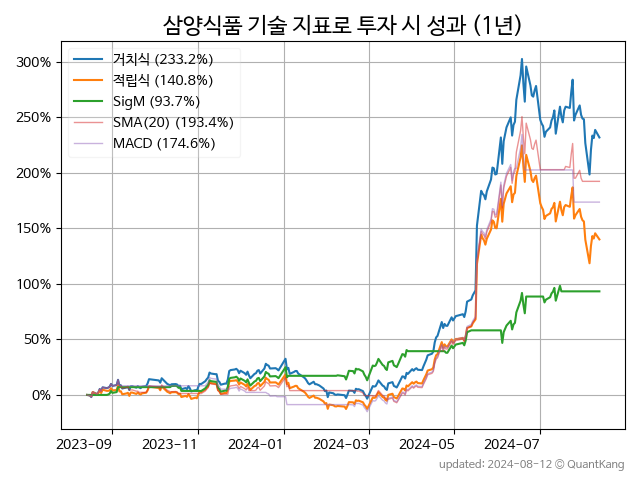 삼양식품 기술 지표로 투자 시 성과 (1년)
300%
250%
200%
150%
100%
50%
0%
거치식 (233.2%)
적립식 (140.8%)
SigM (93.7%)
SMA(20) (193.4%)
MACD (174.6%)
2023-09 2023-11 2024-01 2024-03 2024-05 2024-07
updated: 2024-08-12 ⓒ QuantKang